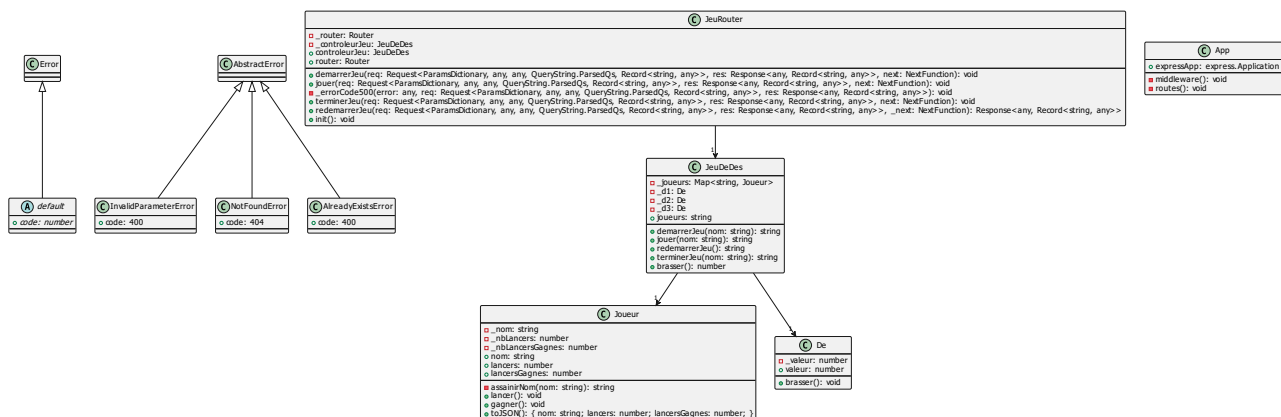 C JeuRouter
_router: Router
_controleurJeu: JeuDeDes
controleurJeu: JeuDeDes
router: Router
demarrerJeu(req: Request<ParamsDictionary, any, any, QueryString.ParsedQs, Record<string, any>>, res: Response<any, Record<string, any>>, next: NextFunction): void
jouer(req: Request<ParamsDictionary, any, any, QueryString.ParsedQs, Record<string, any>>, res: Response<any, Record<string, any>>, next: NextFunction): void
_errorCode500(error: any, req: Request<ParamsDictionary, any, any, QueryString.ParsedQs, Record<string, any>>, res: Response<any, Record<string, any>>): void
terminerJeu(req: Request<ParamsDictionary, any, any, QueryString.ParsedQs, Record<string, any>>, res: Response<any, Record<string, any>>, next: NextFunction): void
redemarrerJeu(req: Request<ParamsDictionary, any, any, QueryString.ParsedQs, Record<string, any>>, res: Response<any, Record<string, any>>, _next: NextFunction): Response<any, Record<string, any>>
init(): void
C App
expressApp: express.Application
middleware(): void
routes(): void
C Error
C AbstractError
1
C JeuDeDes
_joueurs: Map<string, Joueur>
_d1: De
_d2: De
_d3: De
joueurs: string
demarrerJeu(nom: string): string
jouer(nom: string): string
redemarrerJeu(): string
terminerJeu(nom: string): string
brasser(): number
A default
code: number
C InvalidParameterError
code: 400
C NotFoundError
code: 404
C AlreadyExistsError
code: 400
1
C Joueur
_nom: string
_nbLancers: number
_nbLancersGagnes: number
nom: string
lancers: number
lancersGagnes: number
assainirNom(nom: string): string
lancer(): void
gagner(): void
toJSON(): { nom: string; lancers: number; lancersGagnes: number; }
C De
_valeur: number
valeur: number
brasser(): void